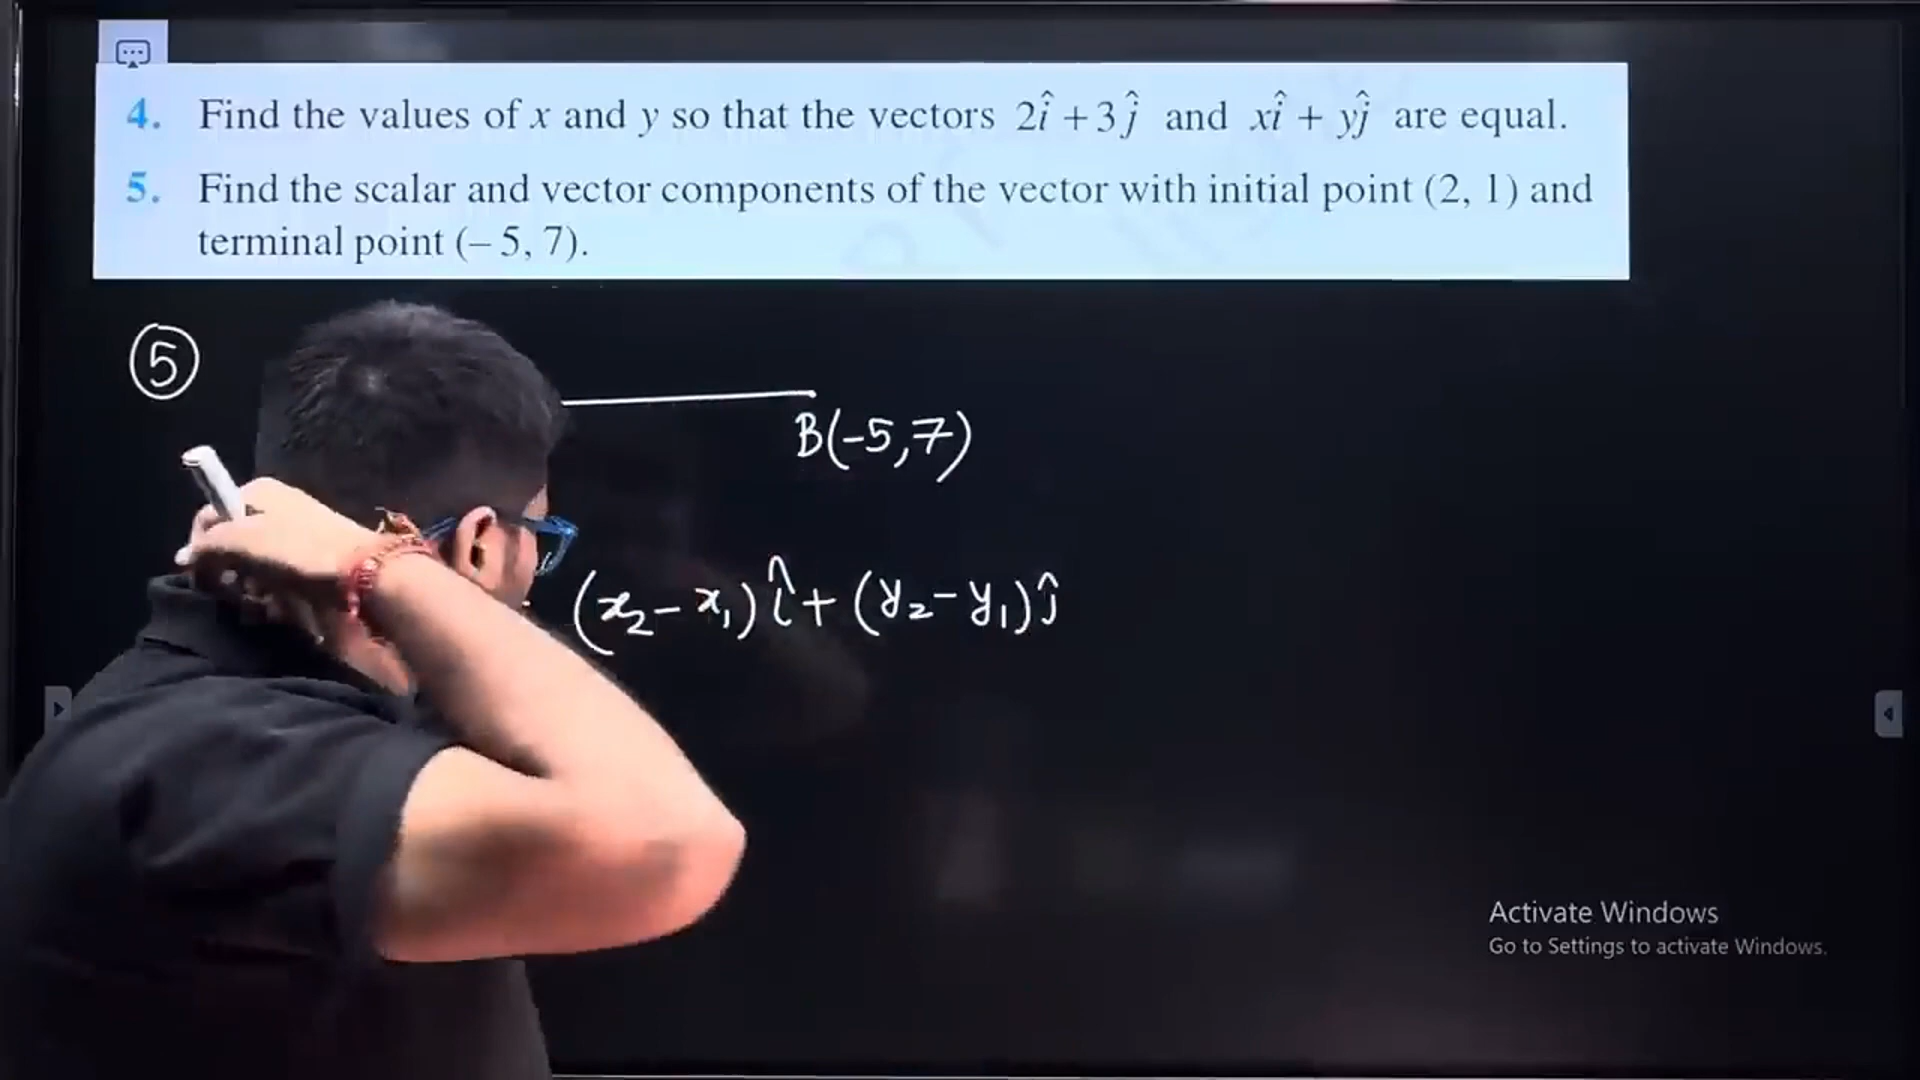 4. Find the values of x and y so that the vectors 2î + 3ĵ and xî + yĵ are equal.
5. Find the scalar and vector components of the vector with initial point (2, 1) and
terminal point (– 5, 7).
5
B(-5,7)
(x₂ - x₁) î + (y₂ - y₁) ĵ
Activate Windows
Go to Settings to activate Windows.